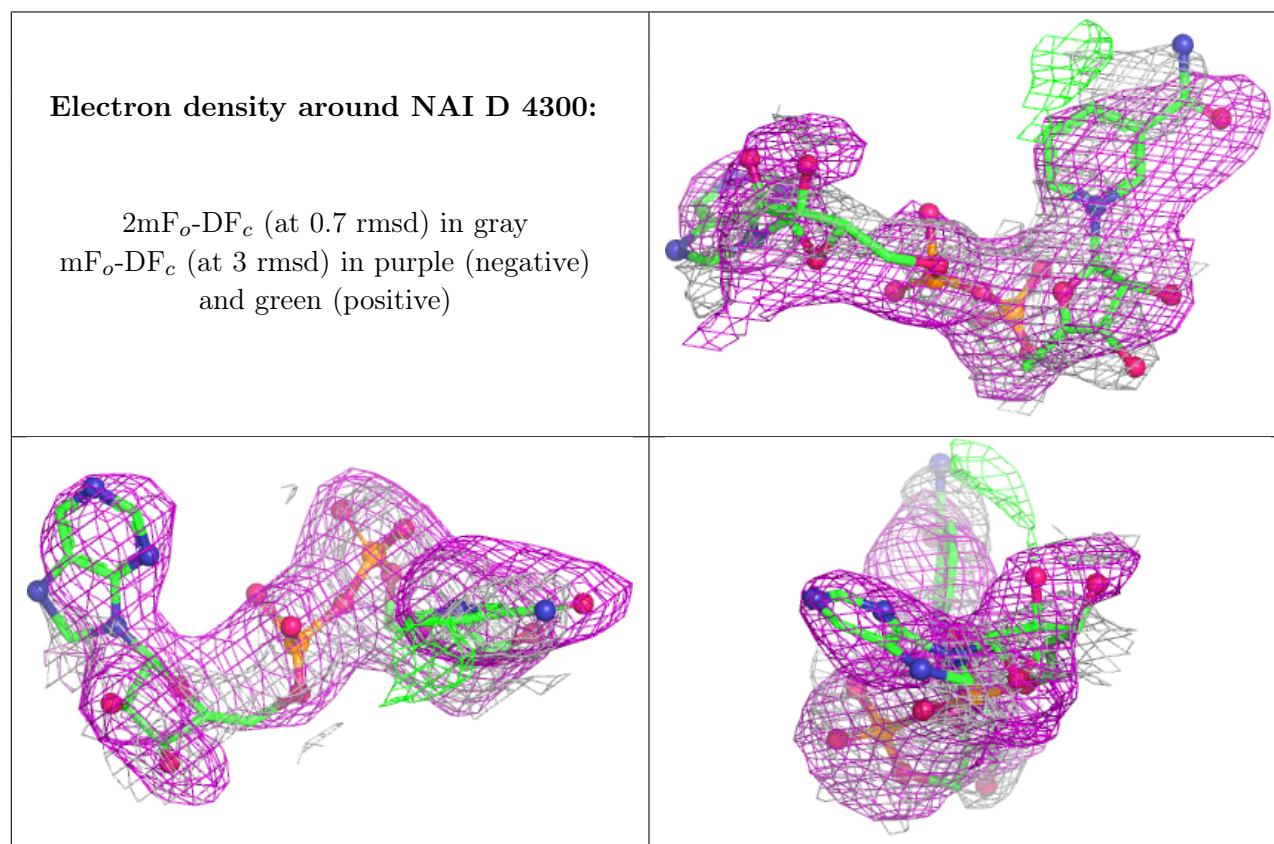 Electron density around NAI D 4300:
2mFo-DFc (at 0.7 rmsd) in gray
mFo-DFc (at 3 rmsd) in purple (negative)
and green (positive)